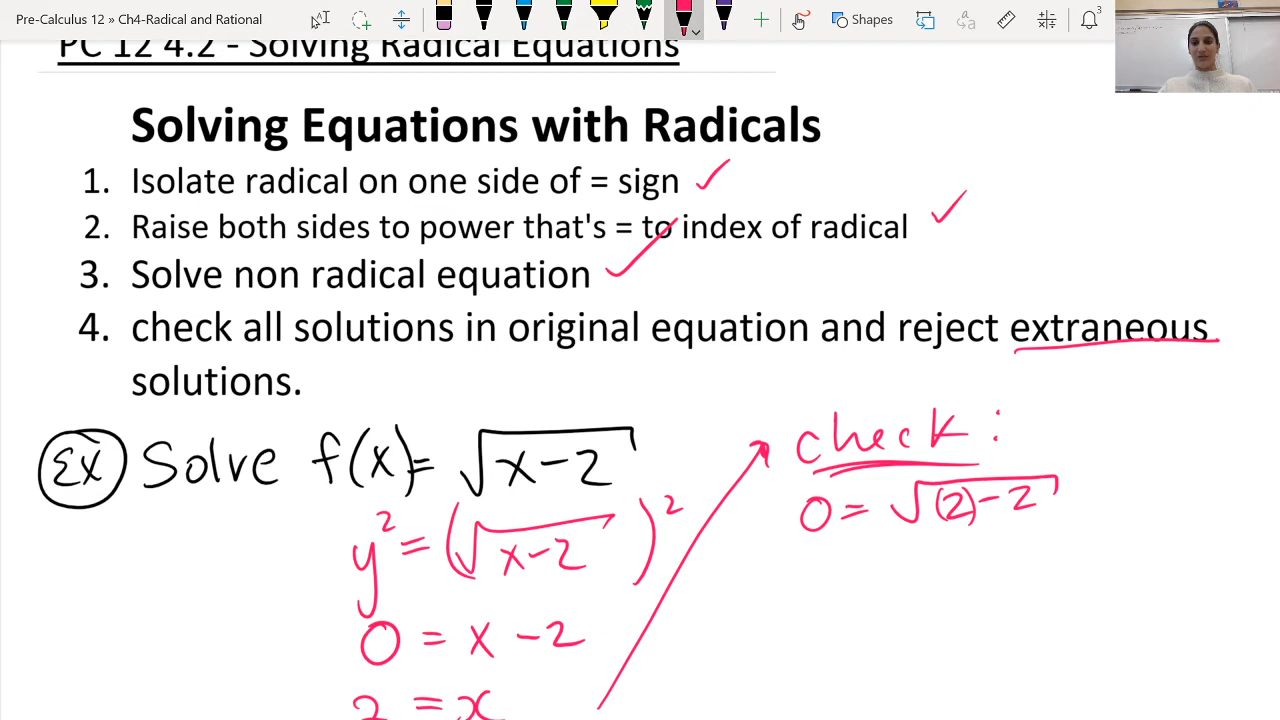 Pre-Calculus 12 » Ch4-Radical and Rational
Shapes
3
PC 12 4.2 - Solving Radical Equations
Solving Equations with Radicals
1. Isolate radical on one side of = sign ✓
2. Raise both sides to power that's = to index of radical ✓
3. Solve non radical equation ✓
4. check all solutions in original equation and reject extraneous
solutions.
Ex Solve f(x)= √x-2
y² = (√x-2)²
0 = x - 2
2 = x
check:
0 = √(2)-2